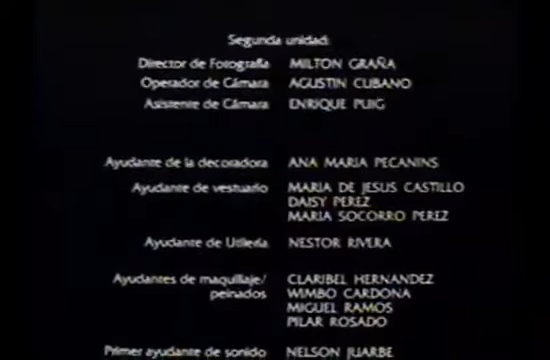 Segunda unidad:
Director de Fotografía MILTON GRAÑA
Operador de Cámara AGUSTIN CUBANO
Asistente de Cámara ENRIQUE PUIG
Ayudante de la decoradora ANA MARIA PECANINS
Ayudante de vestuario MARIA DE JESUS CASTILLO
DAISY PEREZ
MARIA SOCORRO PEREZ
Ayudante de Utilería NESTOR RIVERA
Ayudantes de maquillaje/ CLARIBEL HERNANDEZ
peinados WIMBO CARDONA
MIGUEL RAMOS
PILAR ROSADO
Primer ayudante de sonido NELSON JUARBE